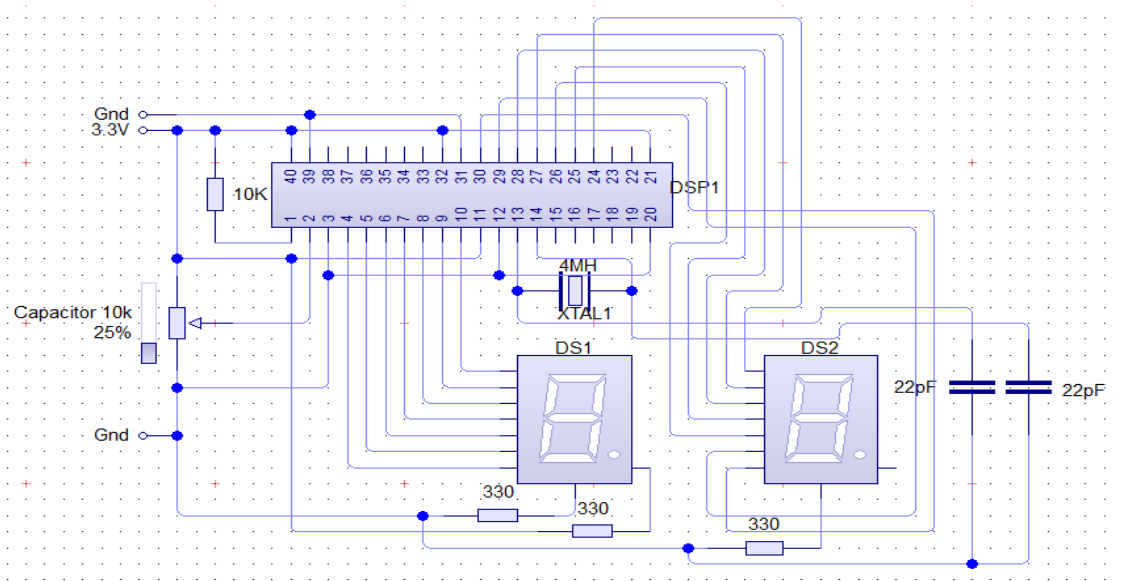 Gnd
3.3V
40 39 38 37 36 35 34 33 32 31 30 29 28 27 26 25 24 23 22 21
DSP1
10K
1 2 3 4 5 6 7 8 9 10 11 12 13 14 15 16 17 18 19 20
4MH
XTAL1
Capacitor 10k
25%
DS1
DS2
22pF
22pF
Gnd
330
330
330